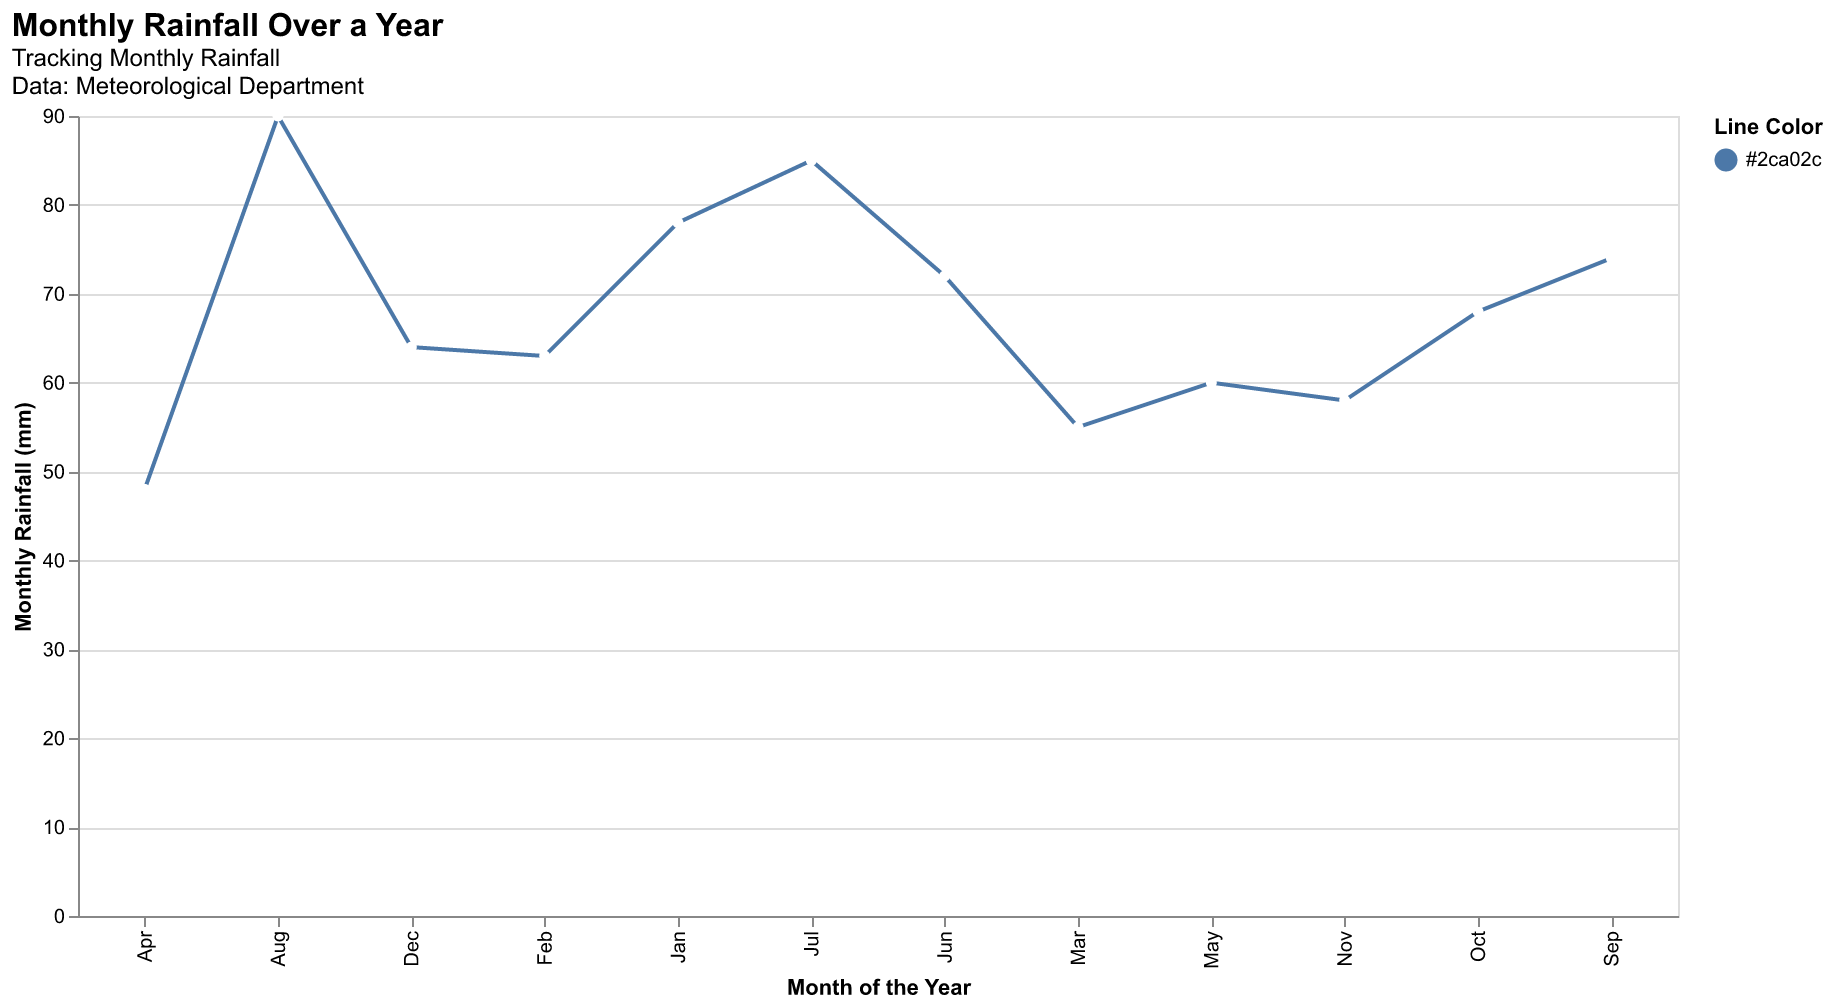 Monthly Rainfall Over a Year
Tracking Monthly Rainfall
Data: Meteorological Department
Line Color
#2ca02c
Monthly Rainfall (mm)
90
80
70
60
50
40
30
20
10
0
Apr Aug Dec Feb Jan Jul Jun Mar May Nov Oct Sep
Month of the Year